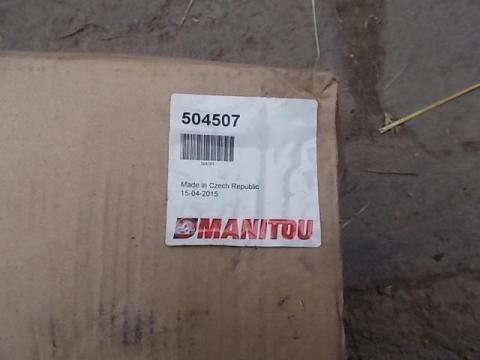 504507
Made in Czech Republic
15-04-2015
MANITOU